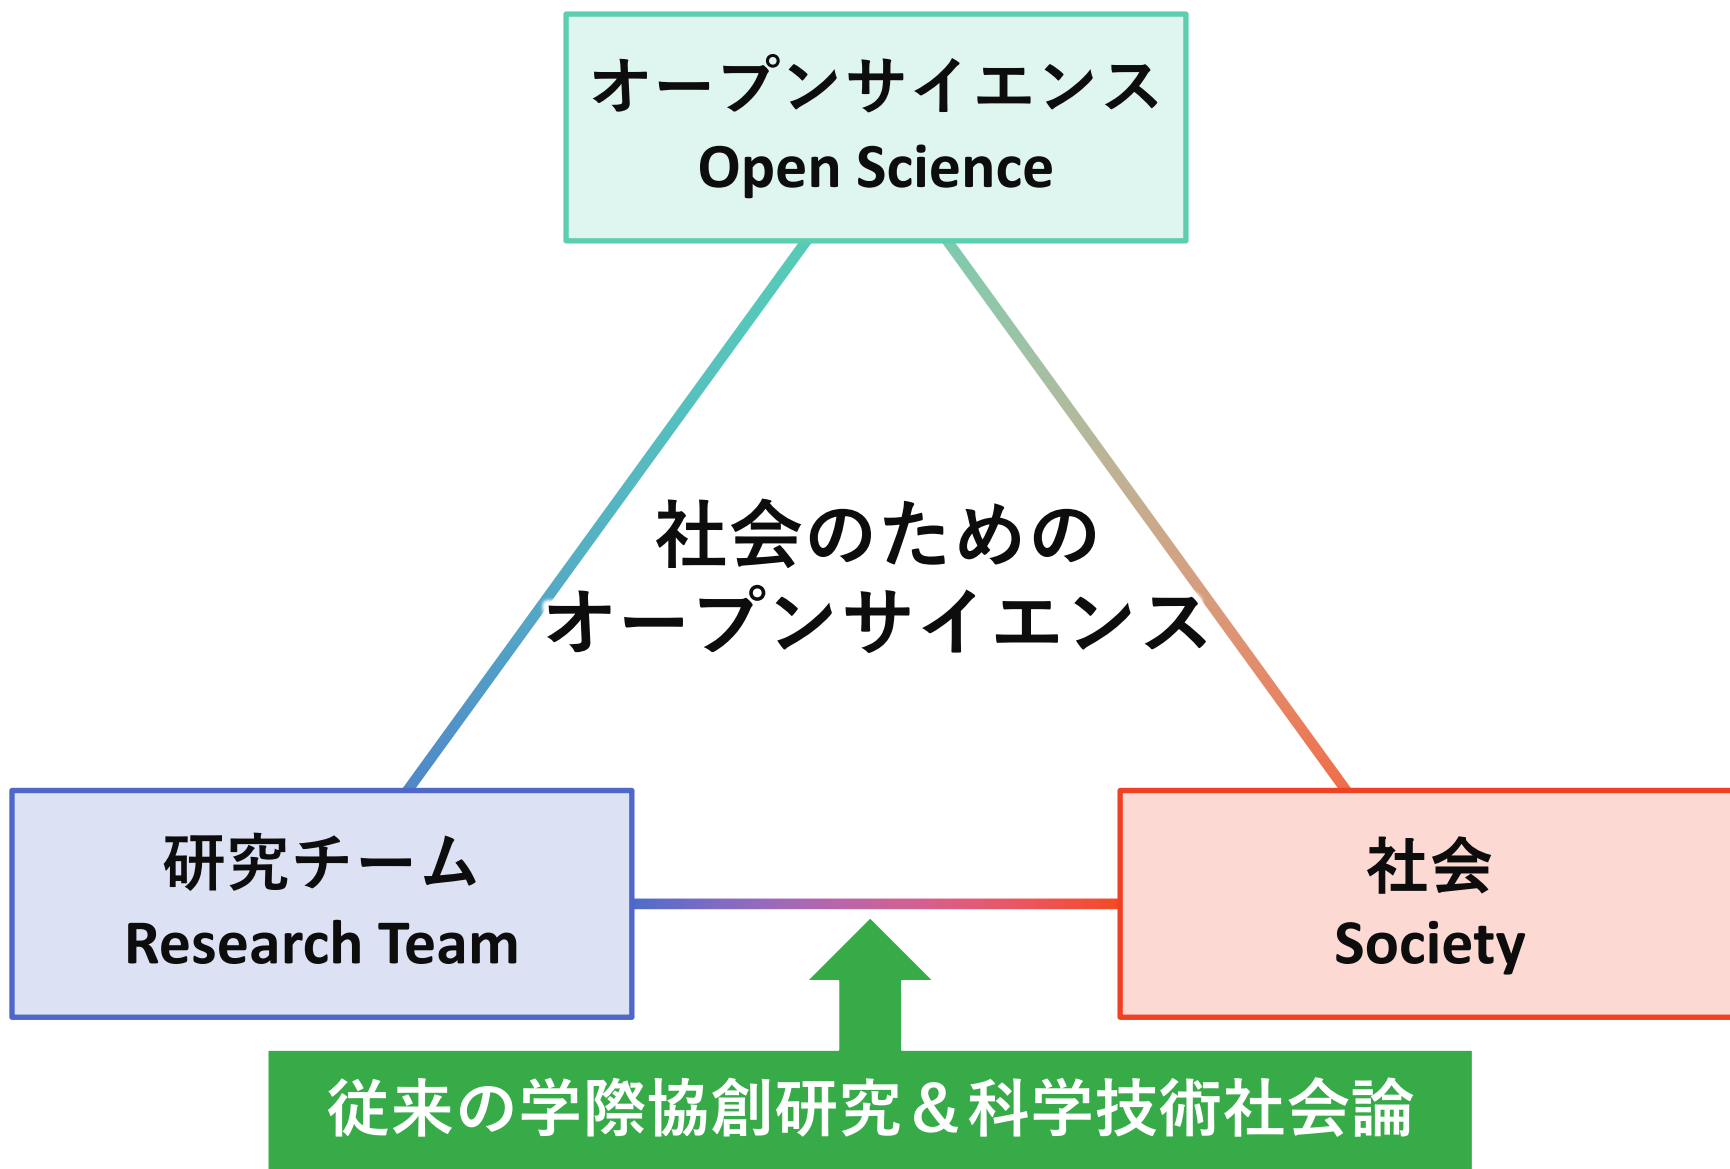 オープンサイエンス
Open Science
社会のための
オープンサイエンス
研究チーム
Research Team
社会
Society
従来の学際協創研究＆科学技術社会論